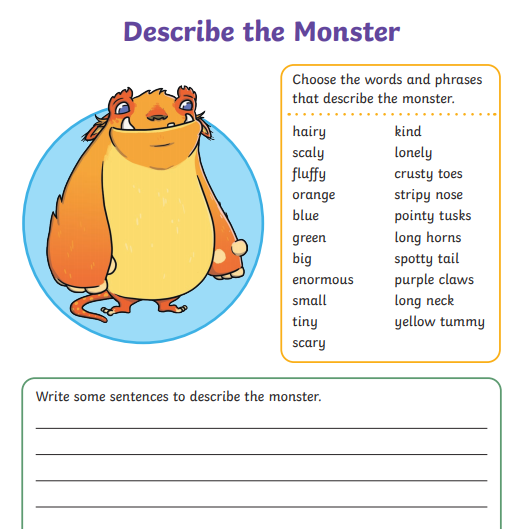 Describe the Monster
Choose the words and phrases
that describe the monster.
hairy
scaly
fluffy
orange
blue
green
big
enormous
small
tiny
scary
kind
lonely
crusty toes
stripy nose
pointy tusks
long horns
spotty tail
purple claws
long neck
yellow tummy
Write some sentences to describe the monster.